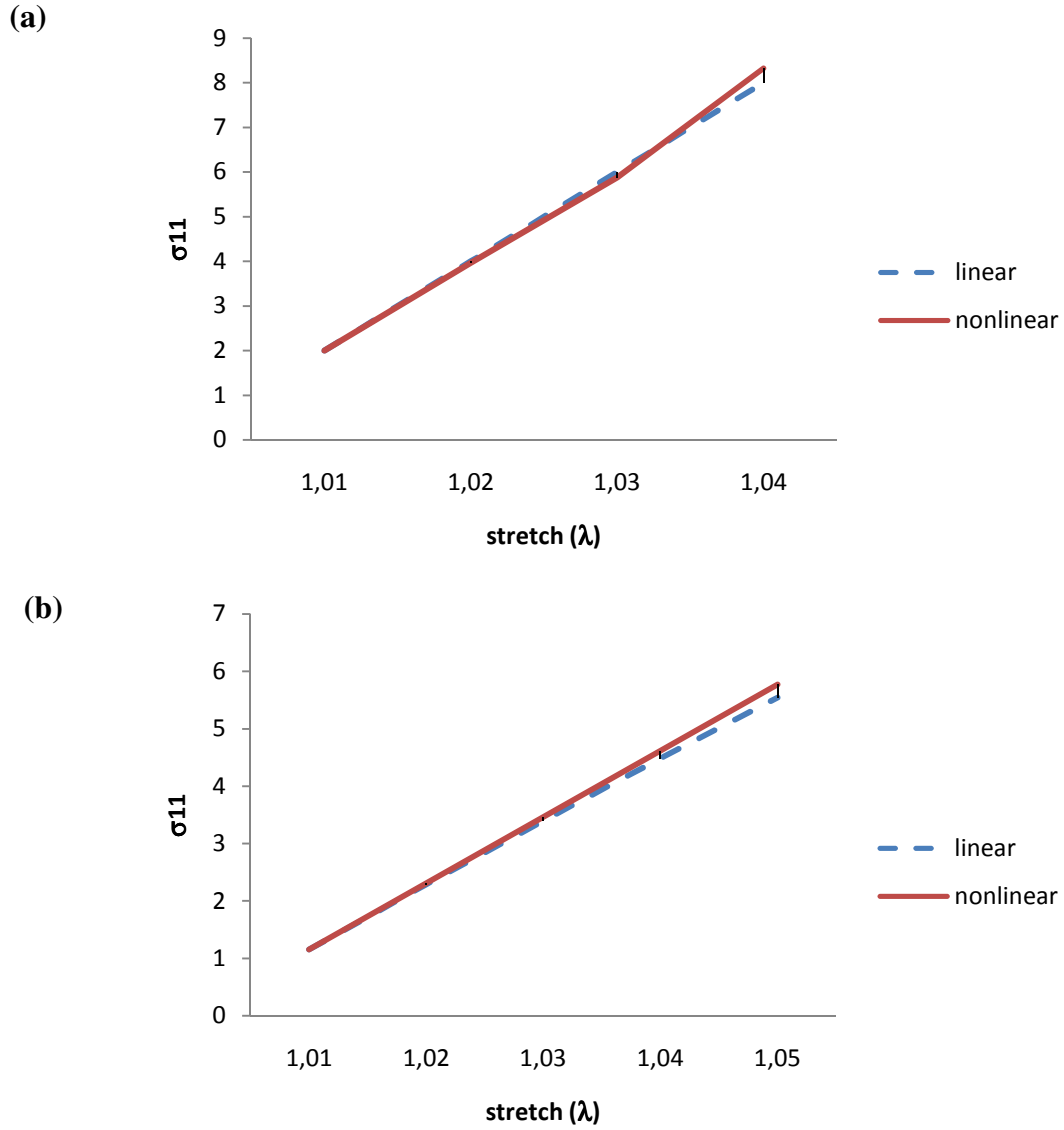 (a)
9
8
7
6
5
4
3
2
1
0
σ11
1,01 1,02 1,03 1,04
stretch (λ)
linear
nonlinear
(b)
7
6
5
4
3
2
1
0
σ11
1,01 1,02 1,03 1,04 1,05
stretch (λ)
linear
nonlinear